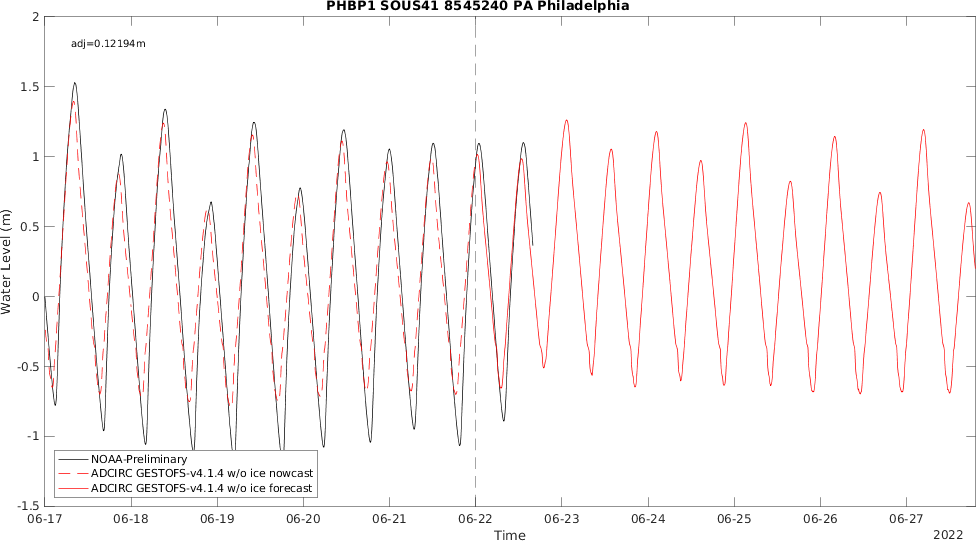 PHBP1 SOUS41 8545240 PA Philadelphia
adj=0.12194m
Water Level (m)
2
1.5
1
0.5
0
-0.5
-1
-1.5
NOAA-Preliminary
ADCIRC GESTOFS-v4.1.4 w/o ice nowcast
ADCIRC GESTOFS-v4.1.4 w/o ice forecast
06-17 06-18 06-19 06-20 06-21 06-22 06-23 06-24 06-25 06-26 06-27
Time
2022